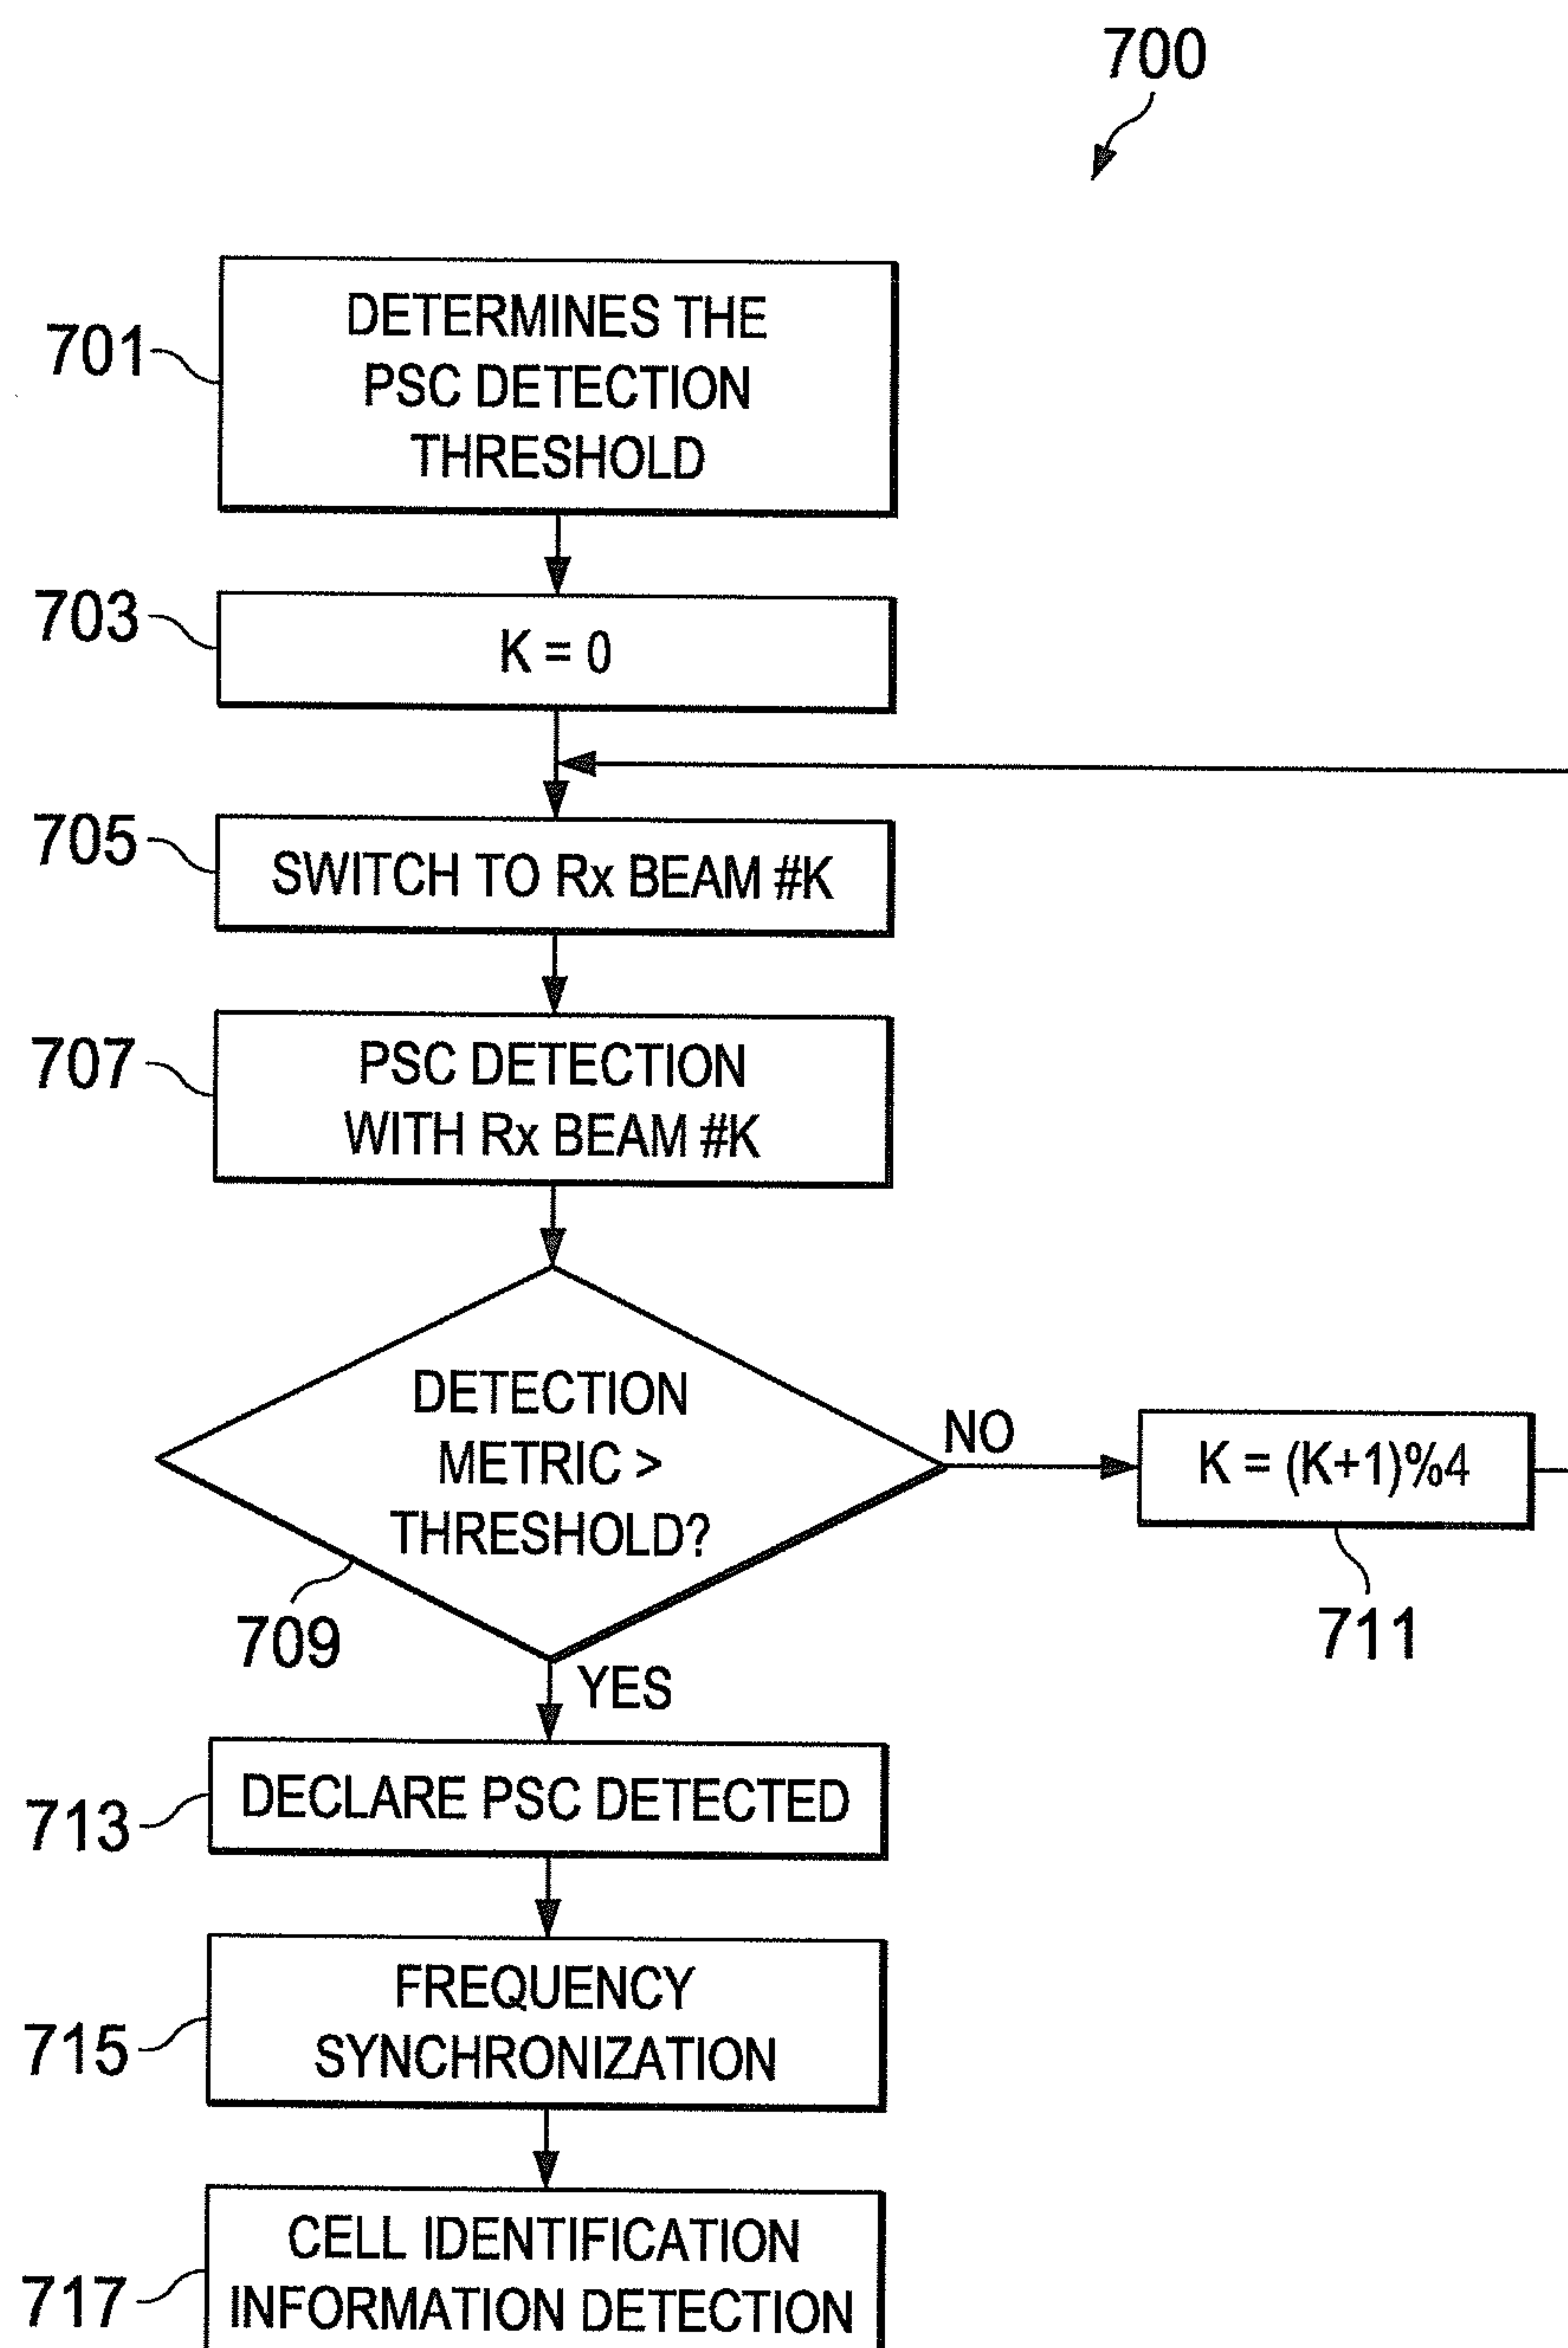 700
701
DETERMINES THE
PSC DETECTION
THRESHOLD
703
K = 0
705
SWITCH TO Rx BEAM #K
707
PSC DETECTION
WITH Rx BEAM #K
DETECTION
METRIC >
THRESHOLD?
709
NO
K = (K+1)%4
711
YES
713
DECLARE PSC DETECTED
715
FREQUENCY
SYNCHRONIZATION
717
CELL IDENTIFICATION
INFORMATION DETECTION